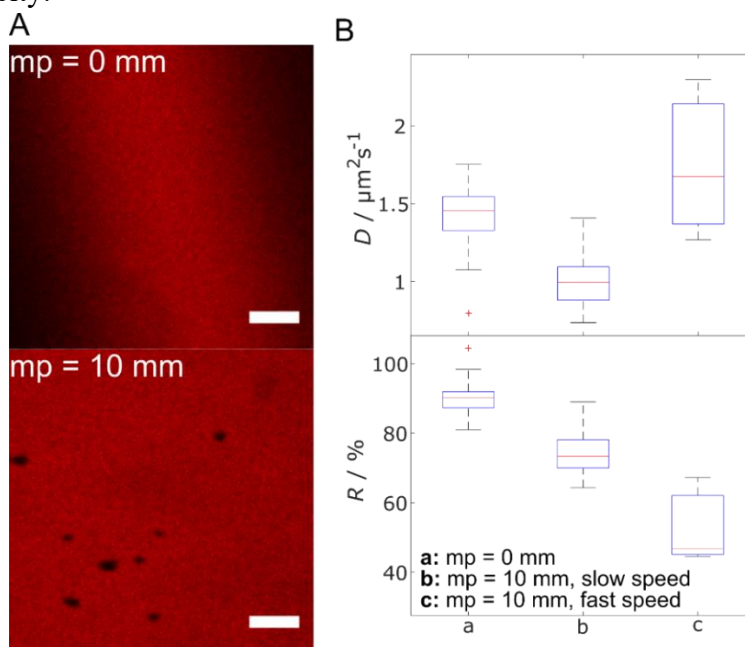 A
mp = 0 mm
mp = 10 mm
B
D / µm²s⁻¹
2
1.5
1
R / %
100
80
60
40
a: mp = 0 mm
b: mp = 10 mm, slow speed
c: mp = 10 mm, fast speed
a b c